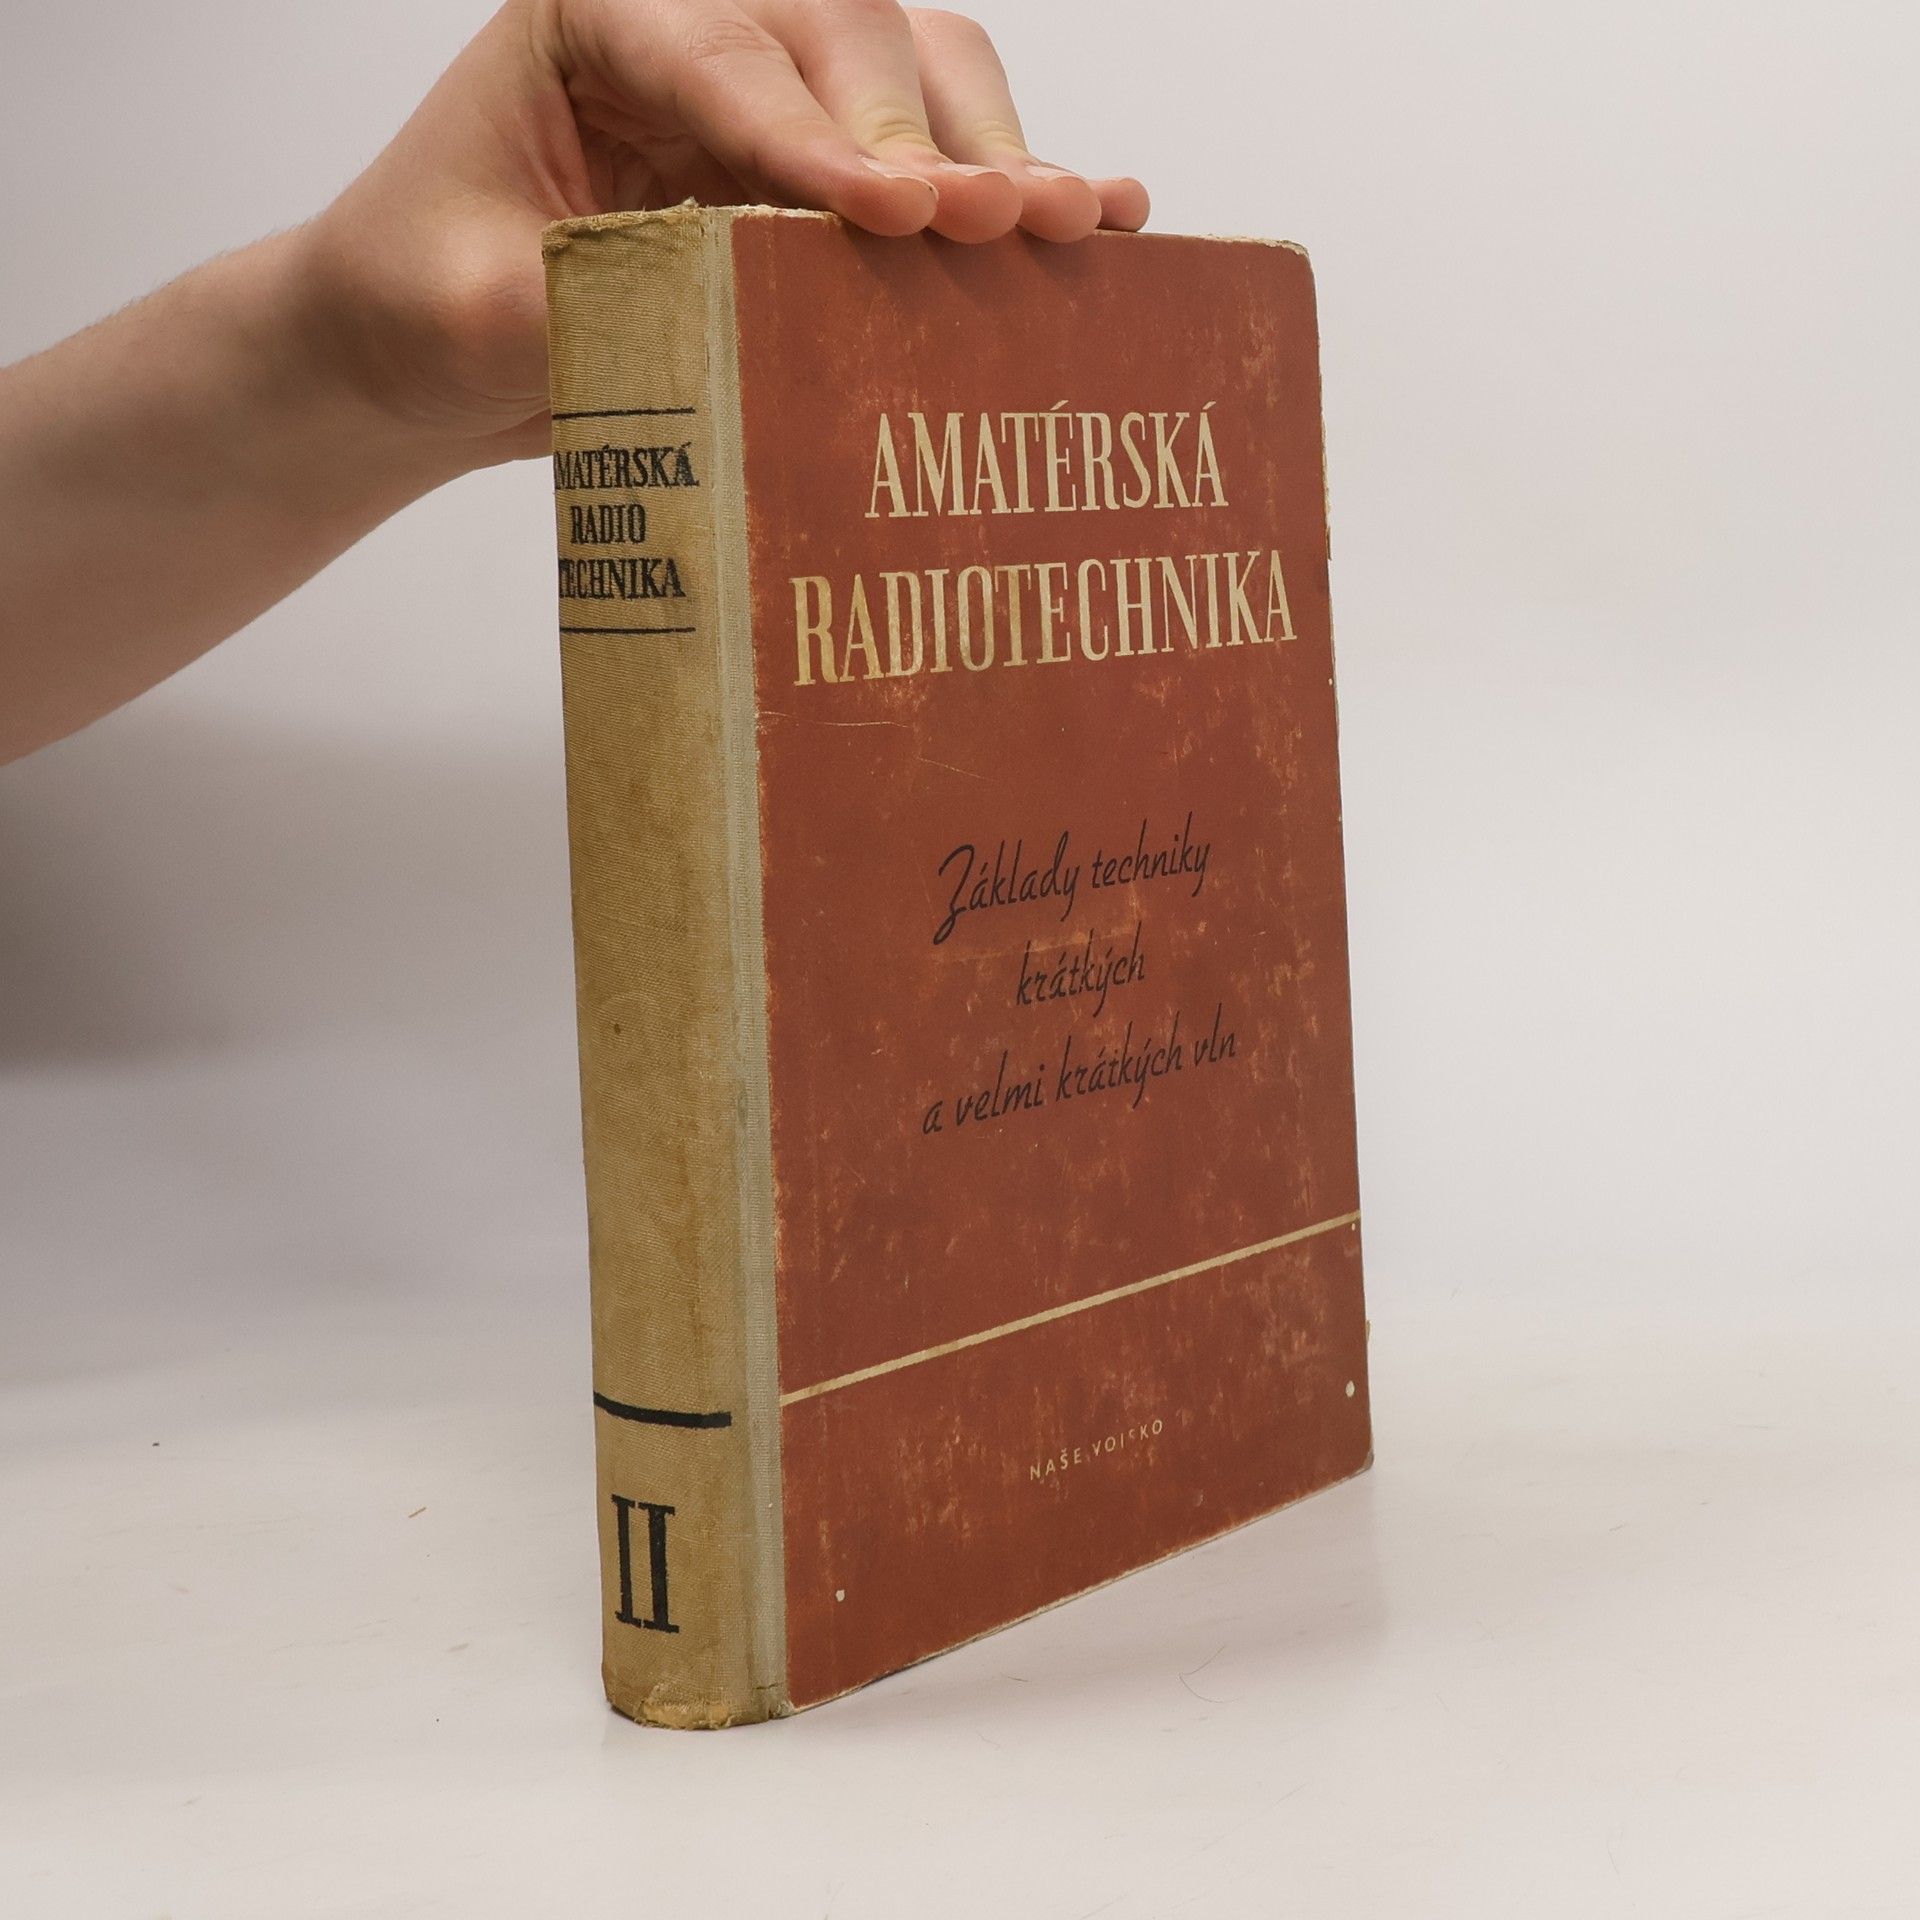 AMATÉRSKÁ
RADIO
TECHNIKA
II
AMATÉRSKÁ
RADIOTECHNIKA
Základy techniky
krátkých
a velmi krátkých vln
NAŠE VOJSKO